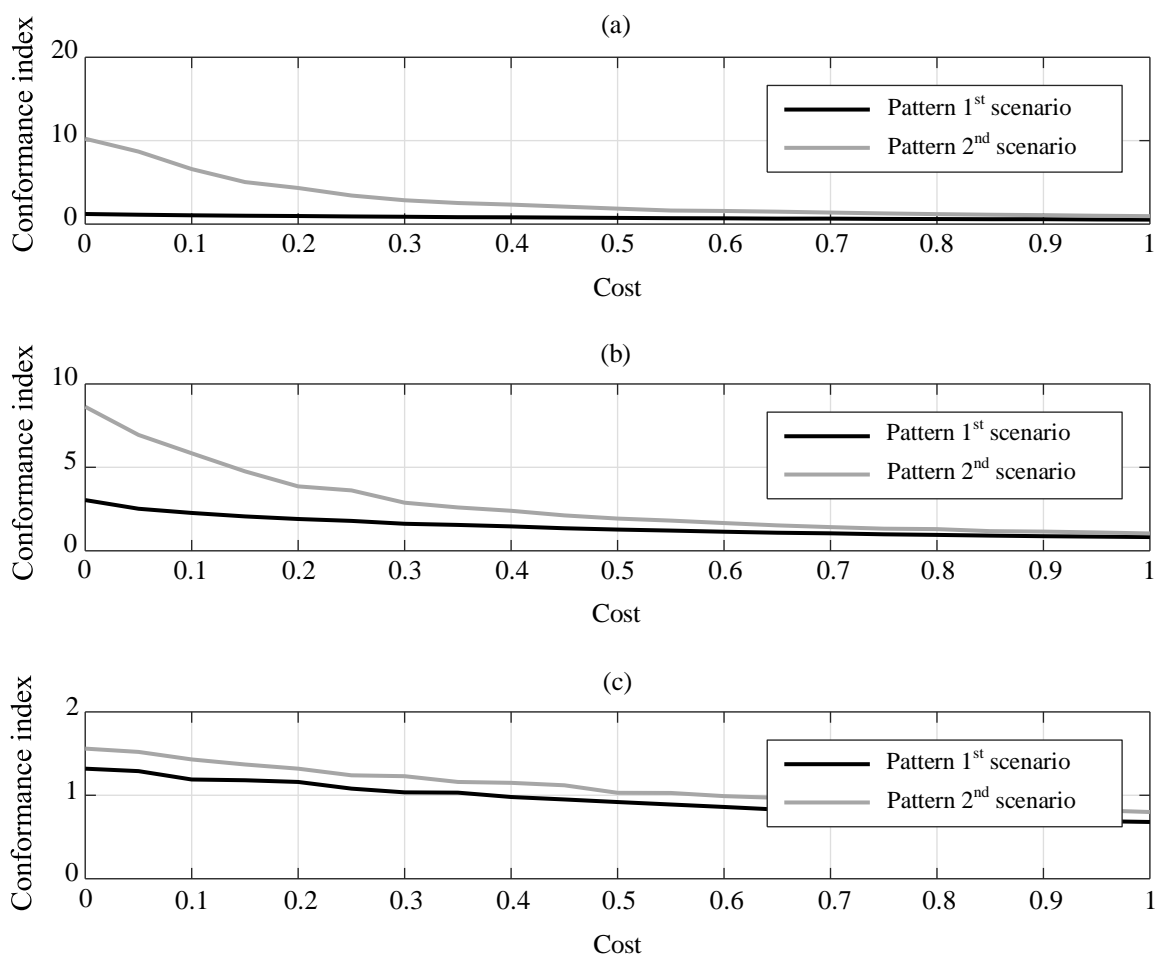 (a)
Conformance index
20
10
0
Pattern 1st scenario
Pattern 2nd scenario
0 0.1 0.2 0.3 0.4 0.5 0.6 0.7 0.8 0.9 1
Cost
(b)
Conformance index
10
5
0
Pattern 1st scenario
Pattern 2nd scenario
0 0.1 0.2 0.3 0.4 0.5 0.6 0.7 0.8 0.9 1
Cost
(c)
Conformance index
2
1
0
Pattern 1st scenario
Pattern 2nd scenario
0 0.1 0.2 0.3 0.4 0.5 0.6 0.7 0.8 0.9 1
Cost